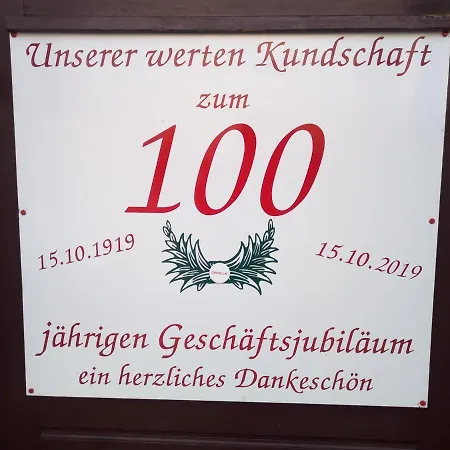 Unserer werten Kundschaft
zum
100
15.10.1919
15.10.2019
jährigen Geschäftsjubiläum
ein herzliches Dankeschön